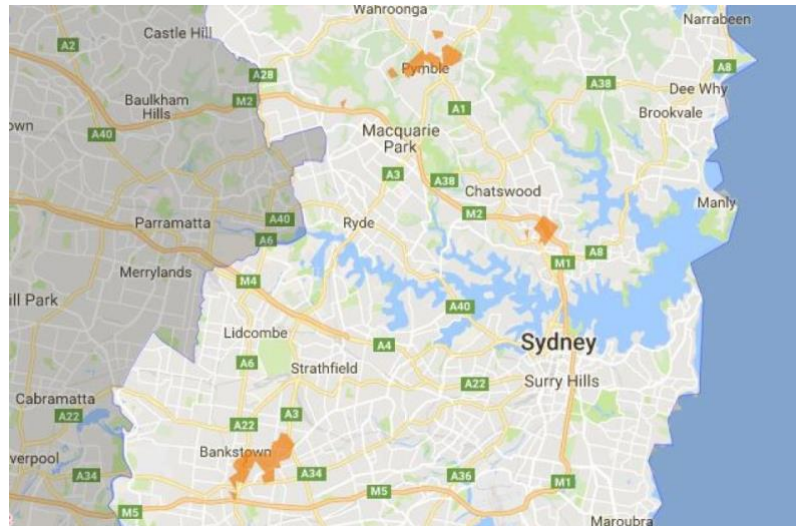 Wahroonga
Narrabeen
Castle Hill
A2
Pymble
A28
A8
A38
Dee Why
Baulkham
Hills
M2
A1
Brookvale
own
A40
Macquarie
Park
A3
A38
Chatswood
Manly
Parramatta
A40
Ryde
M2
A6
A8
Merrylands
M4
M1
ill Park
A40
Lidcombe
Sydney
A4
A6
Strathfield
A22
Surry Hills
Cabramatta
A22
A3
A22
Bankstown
verpool
A34
A34
A36
M5
M1
M5
Maroubra